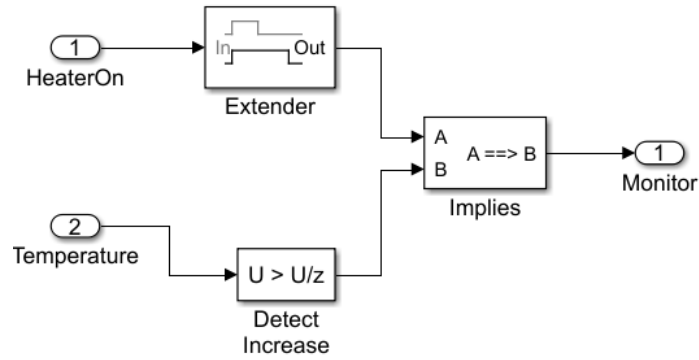 1
HeaterOn
In
Out
Extender
A
B
A ==> B
Implies
1
Monitor
2
Temperature
U > U/z
Detect
Increase